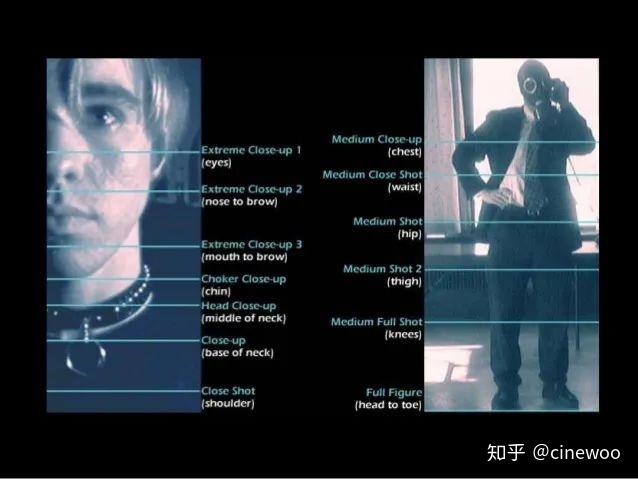 Extreme Close-up 1
(eyes)
Extreme Close-up 2
(nose to brow)
Extreme Close-up 3
(mouth to brow)
Choker Close-up
(chin)
Head Close-up
(middle of neck)
Close-up
(base of neck)
Close Shot
(shoulder)
Medium Close-up
(chest)
Medium Close Shot
(waist)
Medium Shot
(hip)
Medium Shot 2
(thigh)
Medium Full Shot
(knees)
Full Figure
(head to toe)
知乎 @cinewoo